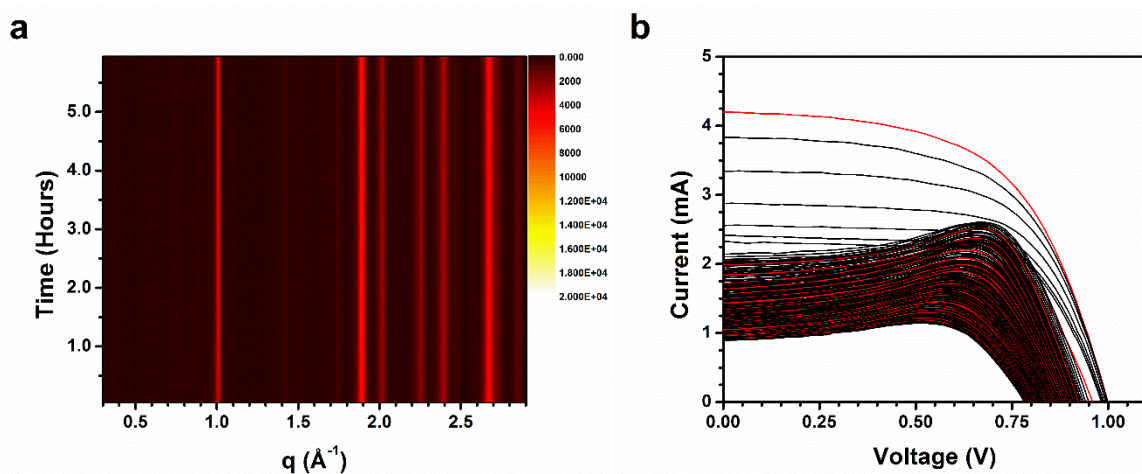 a
Time (Hours)
5.0
4.0
3.0
2.0
1.0
0.5
1.0
1.5
2.0
2.5
q (Å⁻¹)
0.000
2000
4000
6000
8000
10000
1.200E+04
1.400E+04
1.600E+04
1.800E+04
2.000E+04
b
Current (mA)
5
4
3
2
1
0
0.00
0.25
0.50
0.75
1.00
Voltage (V)